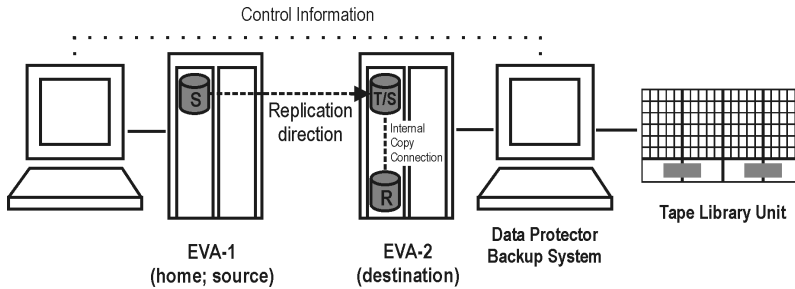 Control Information
S
T/S
Replication
direction
Internal
Copy
Connection
R
EVA-1
(home; source)
EVA-2
(destination)
Data Protector
Backup System
Tape Library Unit